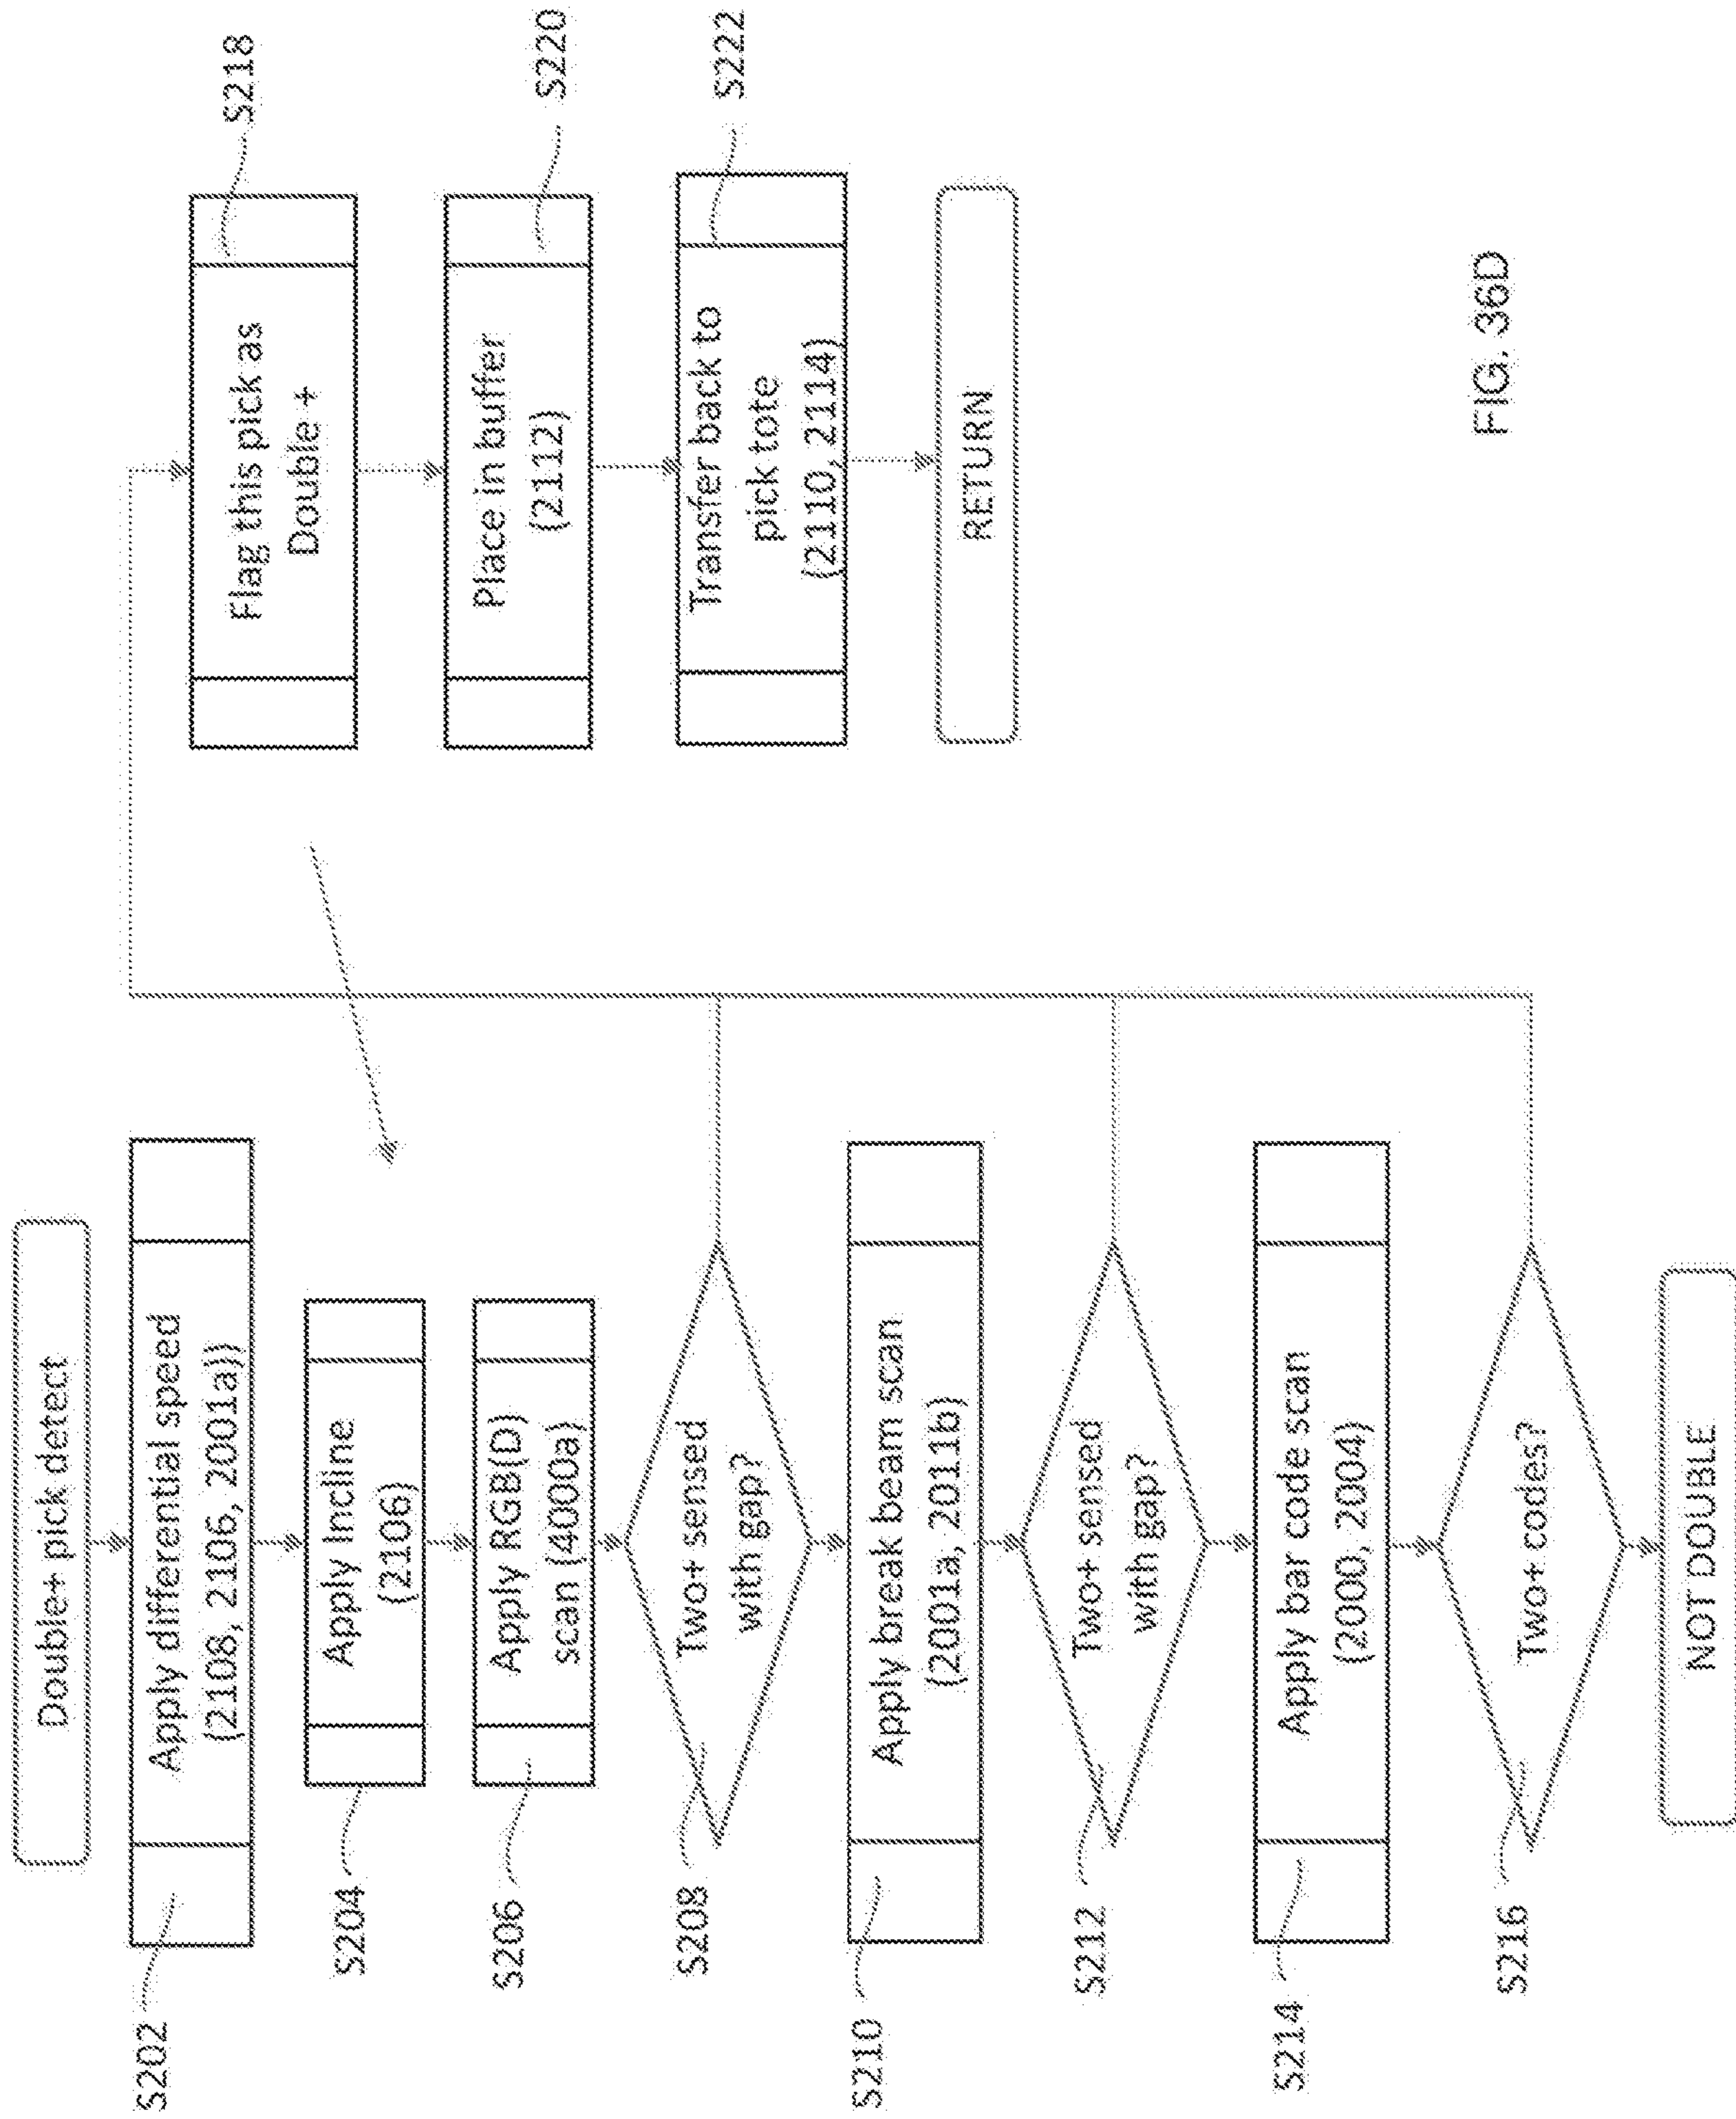 Double+ pick detect
S202
Apply differential speed
(2108, 2106, 2001a))
S204
Apply Incline
(2106)
S206
Apply RGB(D)
scan (4000a)
S208
Two+ sensed
with gap?
S210
Apply break beam scan
(2001a, 2011b)
S212
Two+ sensed
with gap?
S214
Apply bar code scan
(2000, 2004)
S216
Two+ codes?
NOT DOUBLE
S218
Flag this pick as
Double +
S220
Place in buffer
(2112)
S222
Transfer back to
pick tote
(2110, 2114)
RETURN
FIG. 36D